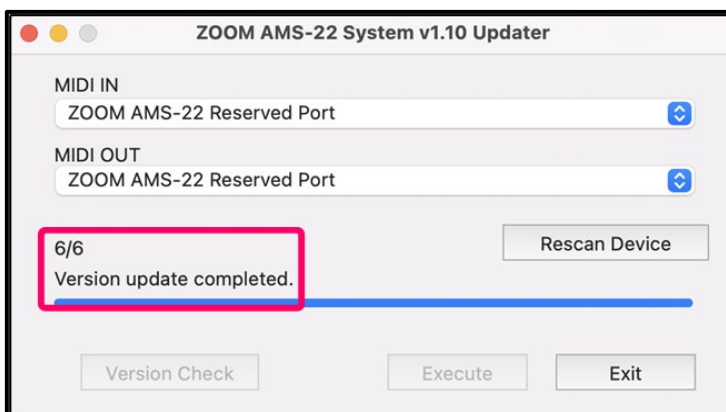 ZOOM AMS-22 System v1.10 Updater
MIDI IN
ZOOM AMS-22 Reserved Port
MIDI OUT
ZOOM AMS-22 Reserved Port
6/6
Rescan Device
Version update completed.
Version Check
Execute
Exit